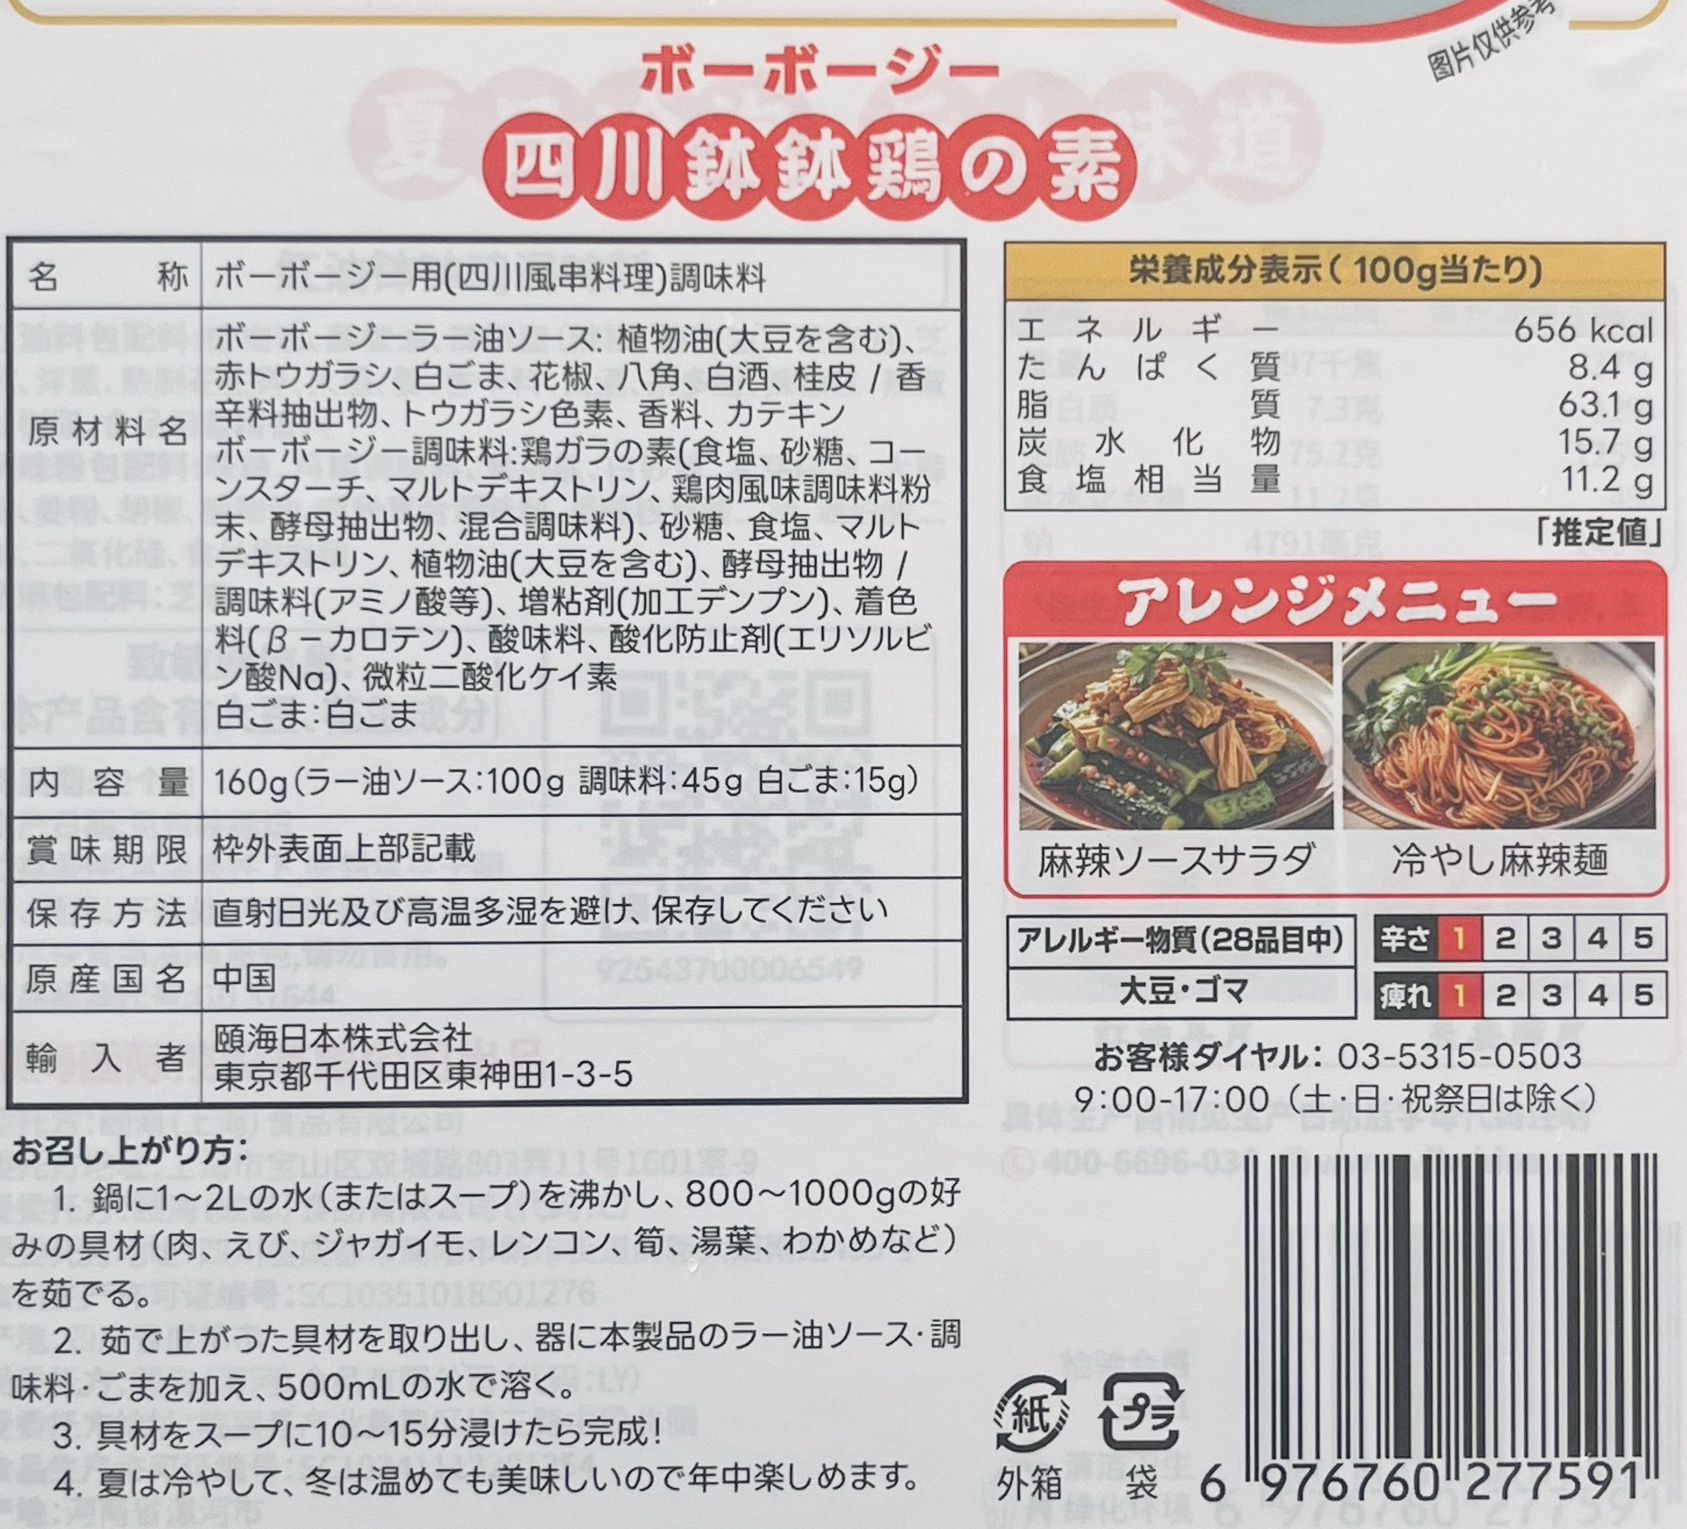 图片仅供参考
ボーボージー
四川鉢鉢鶏の素
名称 ボーボージー用(四川風串料理)調味料
原材料名
ボーボージーラー油ソース: 植物油(大豆を含む)、
赤トウガラシ、白ごま、花椒、八角、白酒、桂皮 / 香
辛料抽出物、トウガラシ色素、香料、カテキン
ボーボージー調味料:鶏ガラの素(食塩、砂糖、コー
ンスターチ、マルトデキストリン、鶏肉風味調味料粉
末、酵母抽出物、混合調味料)、砂糖、食塩、マルト
デキストリン、植物油(大豆を含む)、酵母抽出物 /
調味料(アミノ酸等)、増粘剤(加工デンプン)、着色
料(β－カロテン)、酸味料、酸化防止剤(エリソルビ
ン酸Na)、微粒二酸化ケイ素
白ごま:白ごま
内容量 160g(ラー油ソース:100g 調味料:45g 白ごま:15g)
賞味期限 枠外表面上部記載
保存方法 直射日光及び高温多湿を避け、保存してください
原産国名 中国
輸入者
頤海日本株式会社
東京都千代田区東神田1-3-5
お召し上がり方:
1. 鍋に1～2Lの水(またはスープ)を沸かし、800～1000gの好
みの具材(肉、えび、ジャガイモ、レンコン、筍、湯葉、わかめなど)
を茹でる。
2. 茹で上がった具材を取り出し、器に本製品のラー油ソース·調
味料·ごまを加え、500mLの水で溶く。
3. 具材をスープに10～15分浸けたら完成!
4. 夏は冷やして、冬は温めても美味しいので年中楽しめます。
栄養成分表示( 100g当たり)
エネルギー 656 kcal
たんぱく質 8.4 g
脂質 63.1 g
炭水化物 15.7 g
食塩相当量 11.2 g
「推定値」
アレンジメニュー
麻辣ソースサラダ 冷やし麻辣麺
アレルギー物質(28品目中)
大豆·ゴマ
辛さ 1 2 3 4 5
痺れ 1 2 3 4 5
お客様ダイヤル: 03-5315-0503
9:00-17:00 (土·日·祝祭日は除く)
紙 プラ
外箱 袋
6 976760 277591